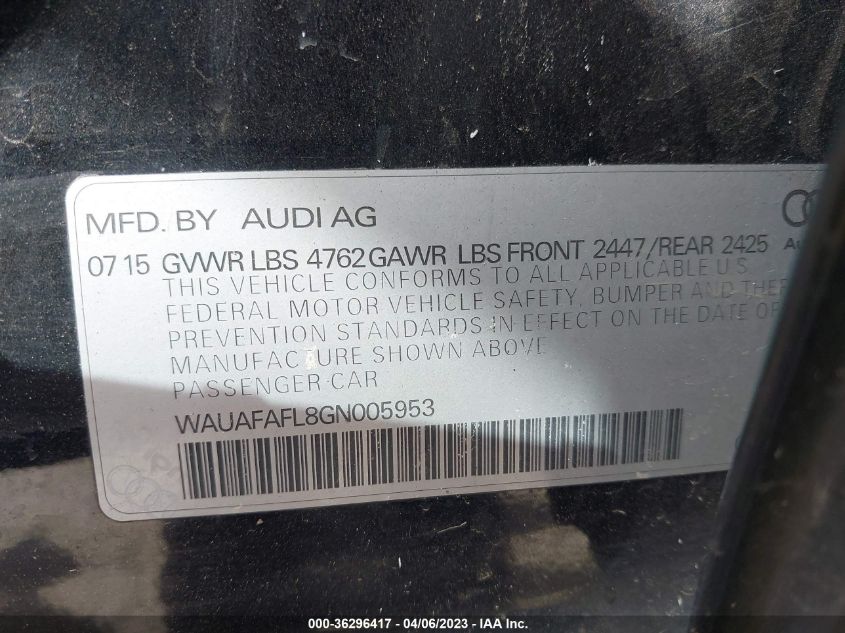 MFD. BY AUDI AG
07 15 GVWR LBS 4762 GAWR LBS FRONT 2447/REAR 2425
THIS VEHICLE CONFORMS TO ALL APPLICABLE U.S.
FEDERAL MOTOR VEHICLE SAFETY, BUMPER AND
PREVENTION STANDARDS IN EFFECT ON THE DATE OF
MANUFACTURE SHOWN ABOVE
PASSENGER CAR
WAUAFAFL8GN005953
000-36296417 - 04/06/2023 - IAA Inc.